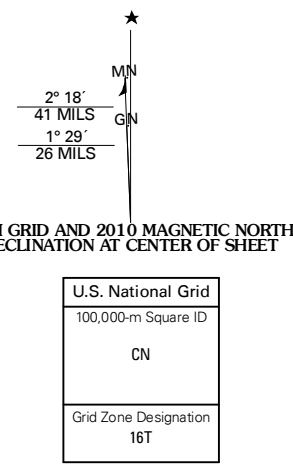 MN
2° 18´
41 MILS
GN
1° 29´
26 MILS
GRID AND 2010 MAGNETIC NORTH
AT CENTER OF SHEET
U.S. National Grid
100,000-m Square ID
CN
Grid Zone Designation
16T